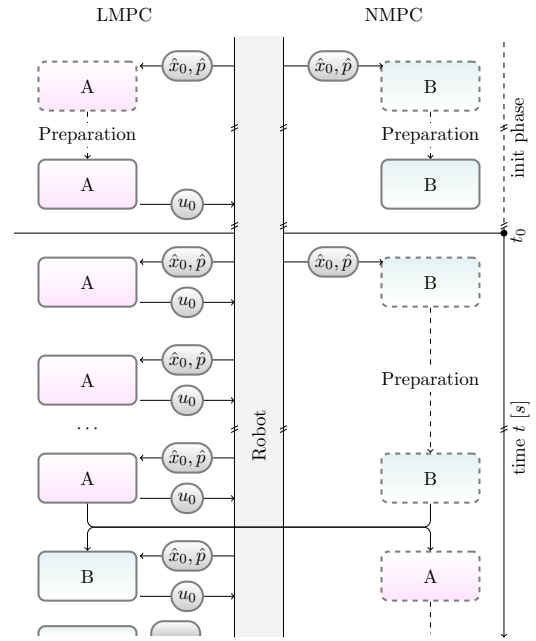 LMPC NMPC
x̂₀, p̂ x̂₀, p̂
A B
Preparation Preparation
init phase
A B
u₀
t₀
x̂₀, p̂ x̂₀, p̂
A B
u₀
x̂₀, p̂
A Preparation
u₀
...
Robot
time t [s]
x̂₀, p̂
A B
u₀
x̂₀, p̂
B A
u₀